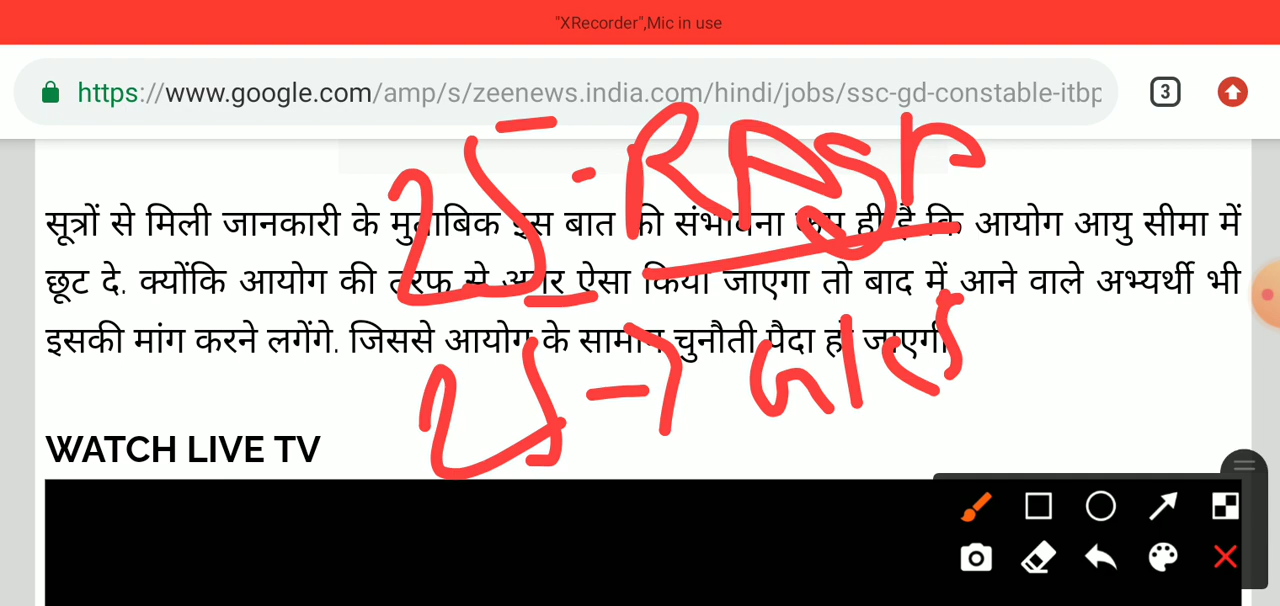 "XRecorder",Mic in use
https://www.google.com/amp/s/zeenews.india.com/hindi/jobs/ssc-gd-constable-itbp
3
सूत्रों से मिली जानकारी के मुताबिक इस बात की संभावना कम ही है कि आयोग आयु सीमा में
छूट दे. क्योंकि आयोग की तरफ से अगर ऐसा किया जाएगा तो बाद में आने वाले अभ्यर्थी भी
इसकी मांग करने लगेंगे. जिससे आयोग के सामने चुनौती पैदा हो जाएगी
25-
25
WATCH LIVE TV